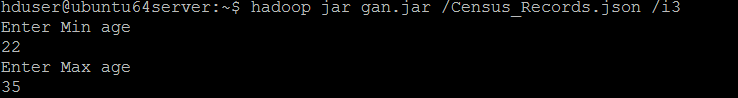 hduser@ubuntu64server:~$ hadoop jar gan.jar /Census_Records.json /i3
Enter Min age
22
Enter Max age
35